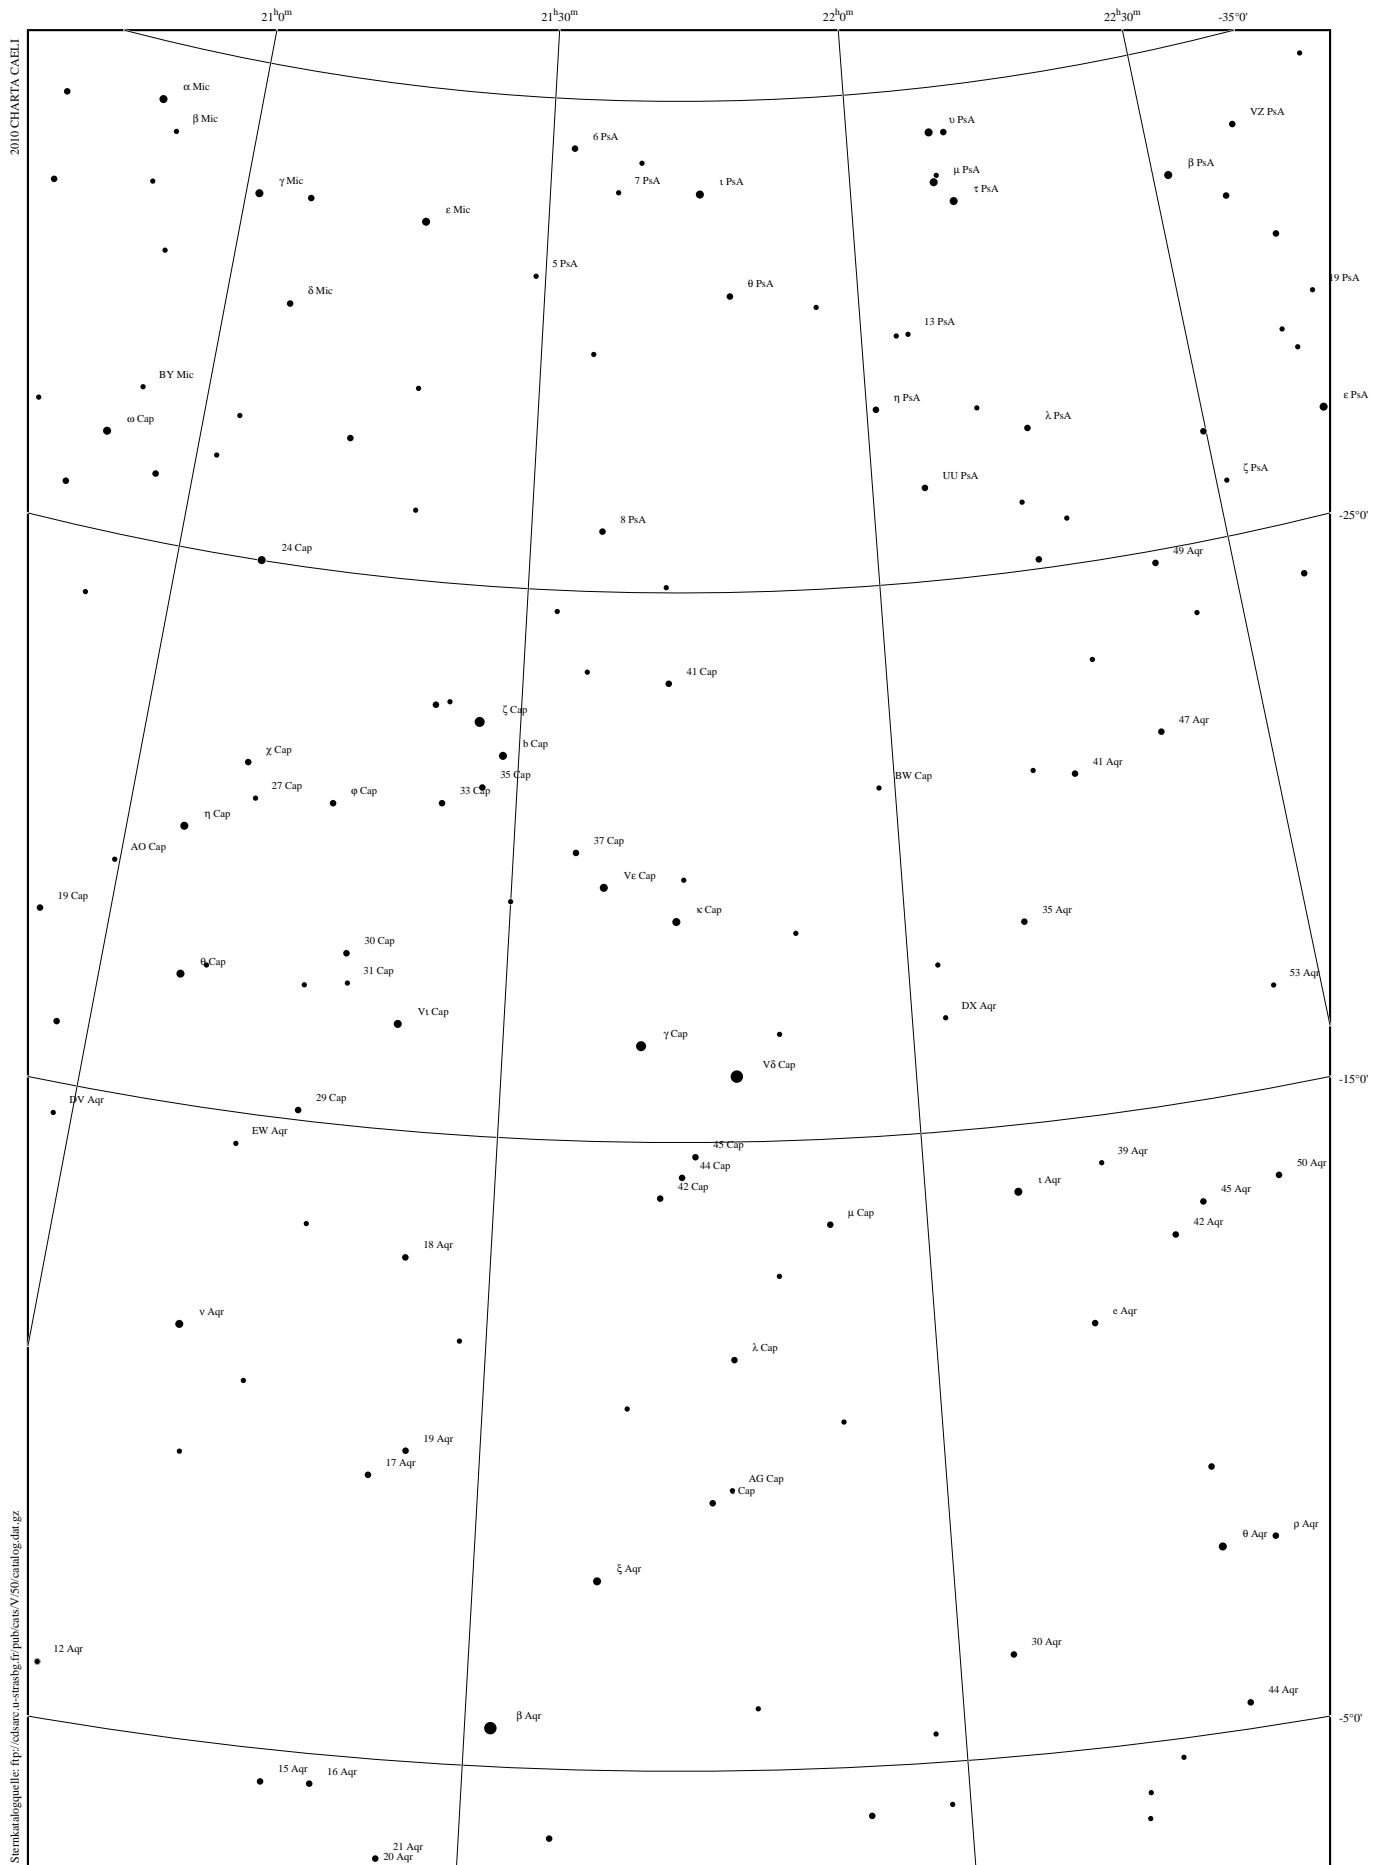 21h0m
21h30m
22h0m
22h30m
-35°0'
2010 CHARTA CAELI
α Mic
VZ PsA
β Mic
υ PsA
6 PsA
β PsA
μ PsA
γ Mic
7 PsA
ι PsA
τ PsA
ε Mic
5 PsA
19 PsA
θ PsA
δ Mic
13 PsA
BY Mic
η PsA
ε PsA
λ PsA
ω Cap
ζ PsA
UU PsA
-25°0'
8 PsA
24 Cap
49 Aqr
41 Cap
ζ Cap
47 Aqr
b Cap
χ Cap
41 Aqr
35 Cap
BW Cap
27 Cap
φ Cap
33 Cap
η Cap
37 Cap
AO Cap
Vε Cap
19 Cap
κ Cap
35 Aqr
30 Cap
θ Cap
31 Cap
53 Aqr
DX Aqr
Vι Cap
γ Cap
Vδ Cap
-15°0'
29 Cap
DV Aqr
EW Aqr
45 Cap
39 Aqr
44 Cap
50 Aqr
42 Cap
45 Aqr
μ Cap
42 Aqr
18 Aqr
ν Aqr
e Aqr
λ Cap
19 Aqr
17 Aqr
AG Cap
Cap
ρ Aqr
θ Aqr
ξ Aqr
12 Aqr
30 Aqr
44 Aqr
β Aqr
-5°0'
15 Aqr
16 Aqr
21 Aqr
20 Aqr
Sternkatalogquelle: ftp://cdsarc.u-strasbg.fr/pub/cats/V/50/catalog.dat.gz